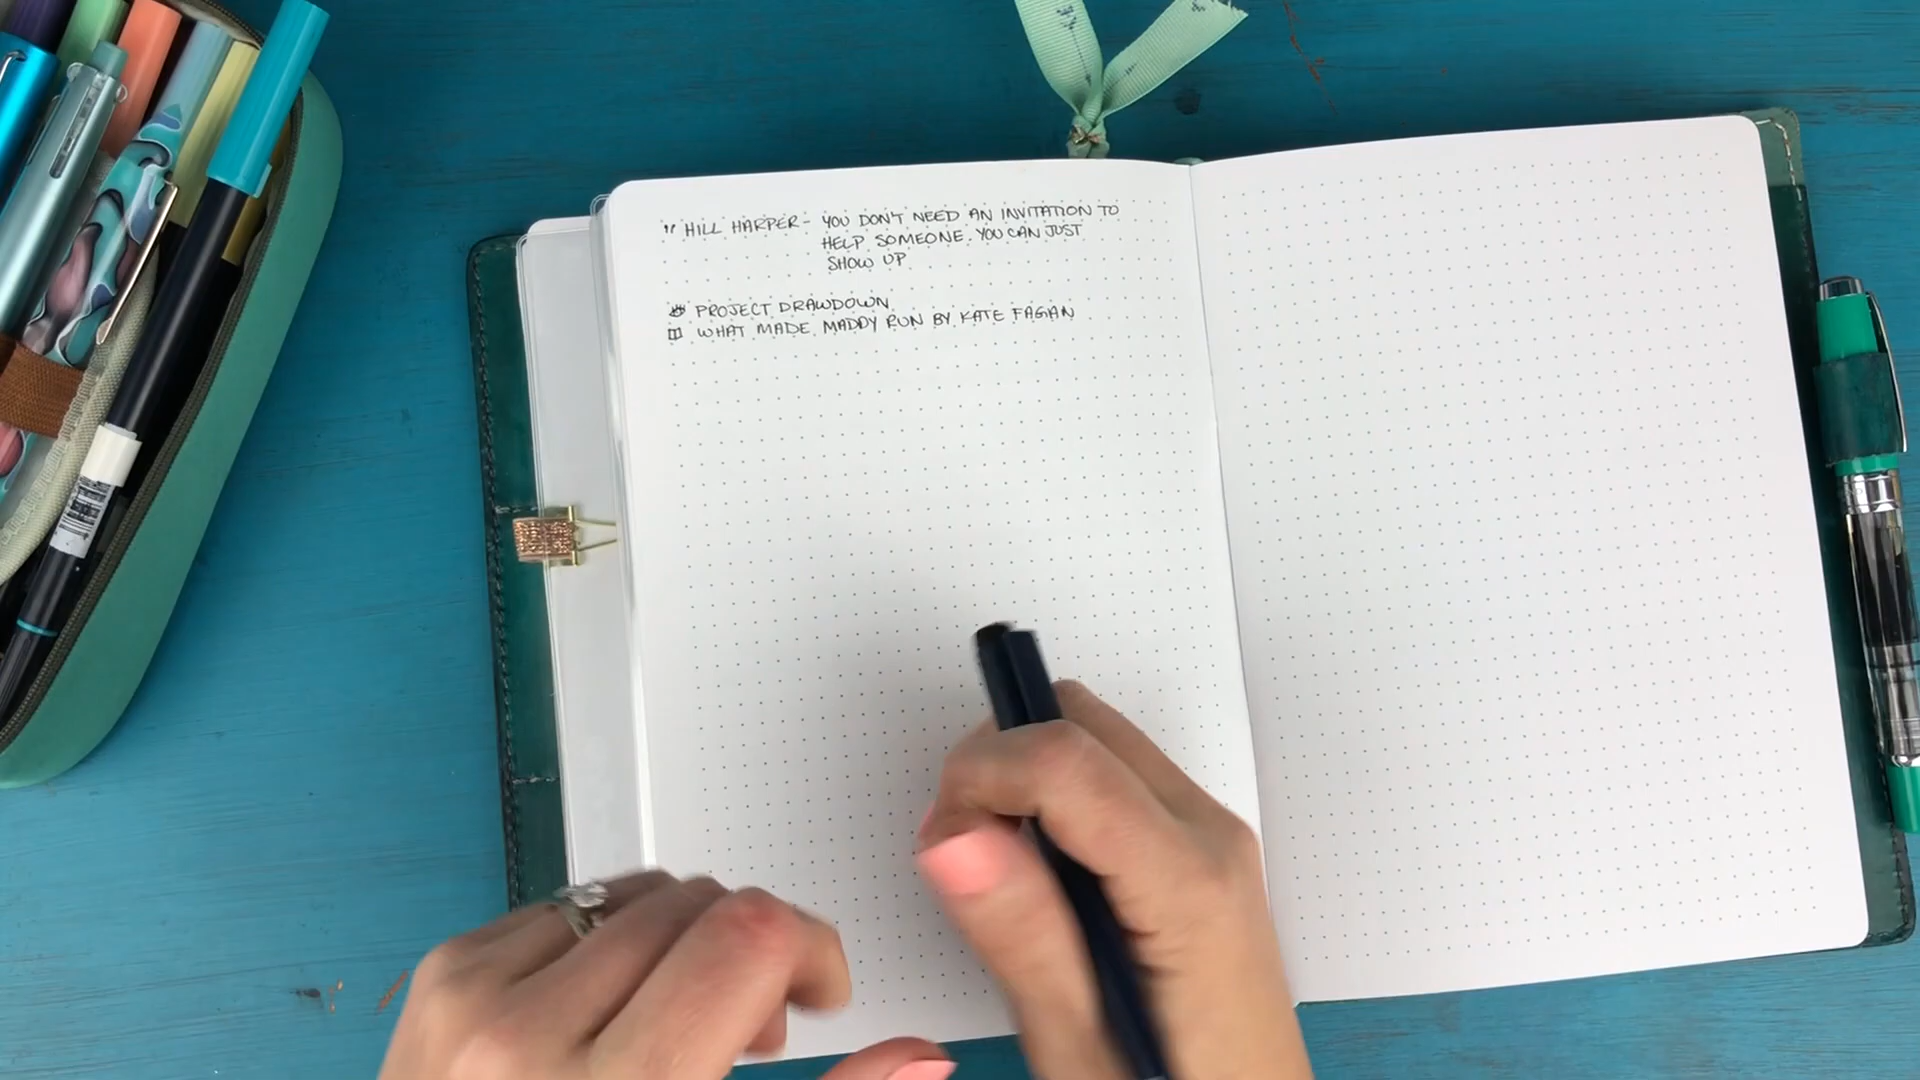 " HILL HARPER - YOU DON'T NEED AN INVITATION TO
HELP SOMEONE. YOU CAN JUST
SHOW UP
PROJECT DRAWDOWN
WHAT MADE MADDY RUN BY KATE FAGAN